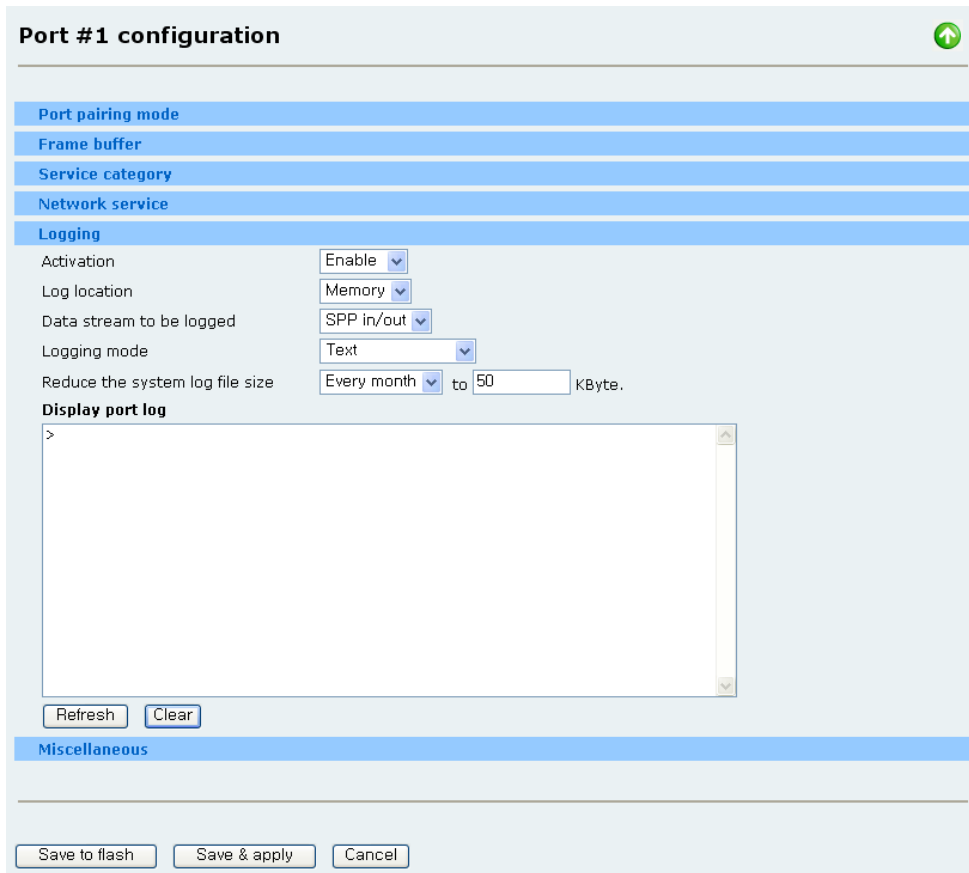 Port #1 configuration
Port pairing mode
Frame buffer
Service category
Network service
Logging
Activation Enable
Log location Memory
Data stream to be logged SPP in/out
Logging mode Text
Reduce the system log file size Every month to 50 KByte.
Display port log
>
Refresh Clear
Miscellaneous
Save to flash Save & apply Cancel